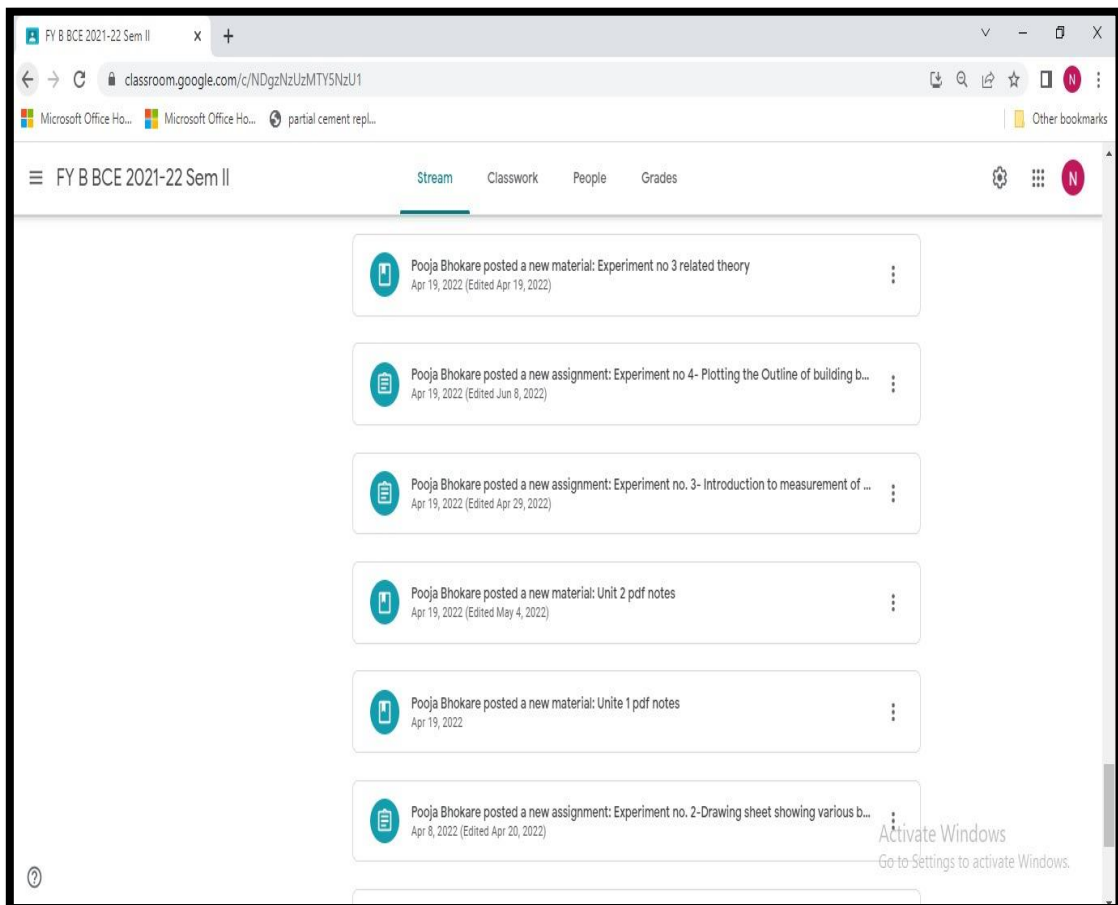 FY B BCE 2021-22 Sem II
classroom.google.com/c/NDgzNzUzMTY5NzU1
N
Microsoft Office Ho...
Microsoft Office Ho...
partial cement repl...
Other bookmarks
FY B BCE 2021-22 Sem II
Stream
Classwork
People
Grades
N
Pooja Bhokare posted a new material: Experiment no 3 related theory
Apr 19, 2022 (Edited Apr 19, 2022)
Pooja Bhokare posted a new assignment: Experiment no 4- Plotting the Outline of building b...
Apr 19, 2022 (Edited Jun 8, 2022)
Pooja Bhokare posted a new assignment: Experiment no. 3- Introduction to measurement of ...
Apr 19, 2022 (Edited Apr 29, 2022)
Pooja Bhokare posted a new material: Unit 2 pdf notes
Apr 19, 2022 (Edited May 4, 2022)
Pooja Bhokare posted a new material: Unite 1 pdf notes
Apr 19, 2022
Pooja Bhokare posted a new assignment: Experiment no. 2-Drawing sheet showing various b...
Apr 8, 2022 (Edited Apr 20, 2022)
Activate Windows
Go to Settings to activate Windows.